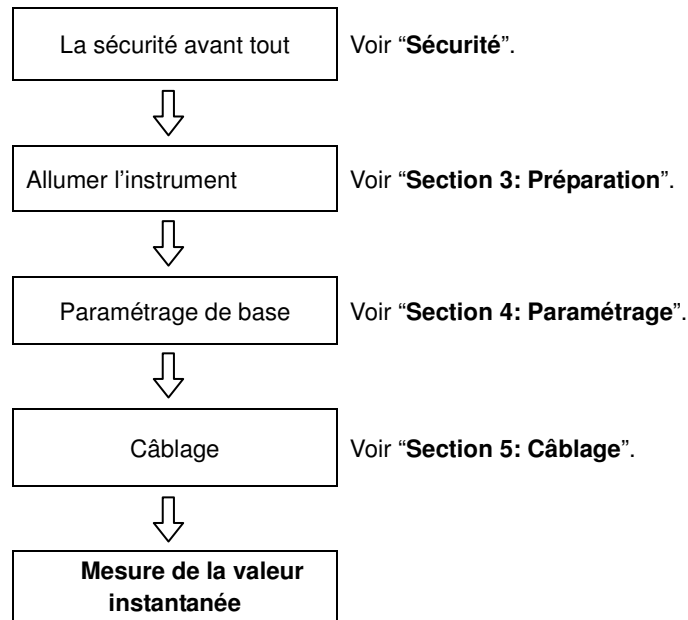 La sécurité avant tout
Voir “Sécurité”.
Allumer l’instrument
Voir “Section 3: Préparation”.
Paramétrage de base
Voir “Section 4: Paramétrage”.
Câblage
Voir “Section 5: Câblage”.
Mesure de la valeur
instantanée